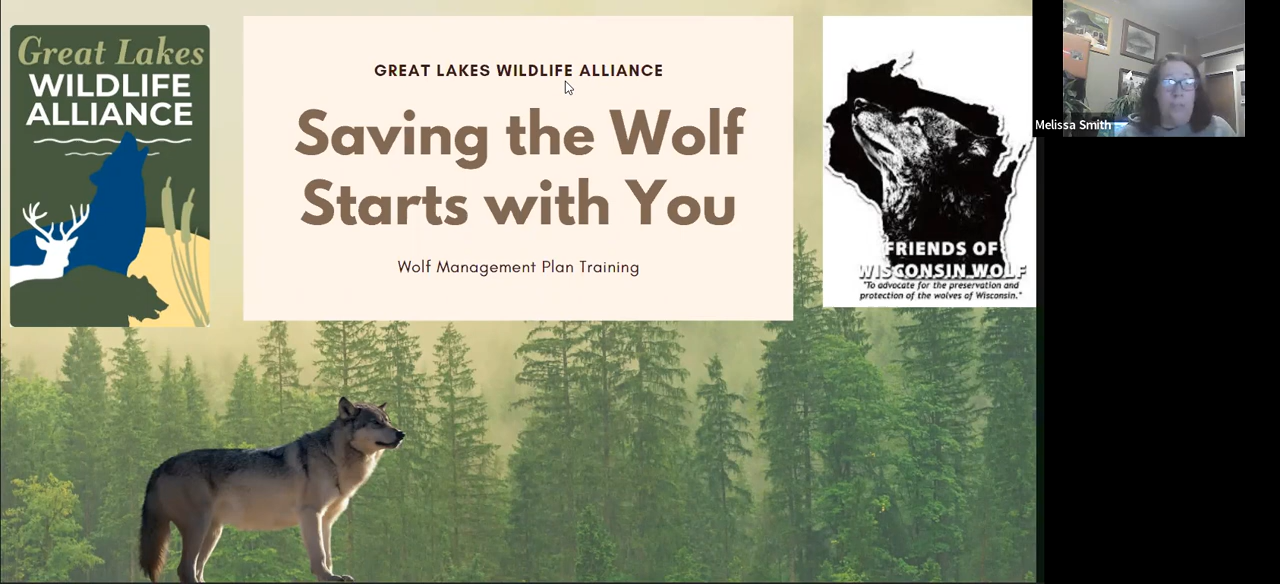 Great Lakes
WILDLIFE
ALLIANCE
GREAT LAKES WILDLIFE ALLIANCE
Saving the Wolf
Starts with You
Wolf Management Plan Training
FRIENDS OF
WISCONSIN WOLF
"To advocate for the preservation and
protection of the wolves of Wisconsin."
Melissa Smith